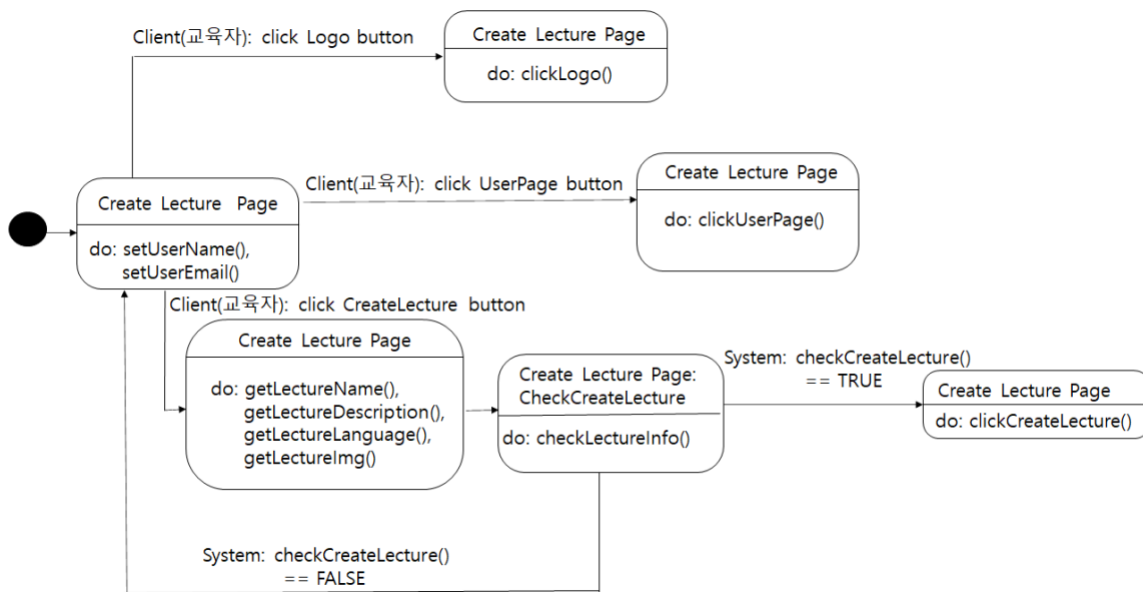 Client(교육자): click Logo button
Create Lecture Page
do: clickLogo()
Client(교육자): click UserPage button
Create Lecture Page
do: clickUserPage()
Create Lecture Page
do: setUserName(),
setUserEmail()
Client(교육자): click CreateLecture button
Create Lecture Page
do: getLectureName(),
getLectureDescription(),
getLectureLanguage(),
getLectureImg()
Create Lecture Page:
CheckCreateLecture
do: checkLectureInfo()
System: checkCreateLecture()
== TRUE
Create Lecture Page
do: clickCreateLecture()
System: checkCreateLecture()
== FALSE